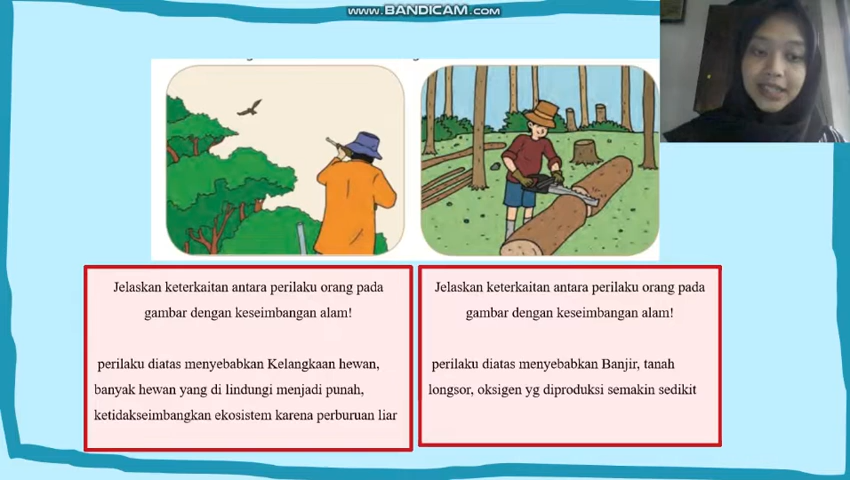 www.BANDICAM.com
Jelaskan keterkaitan antara perilaku orang pada
gambar dengan keseimbangan alam!
perilaku diatas menyebabkan Kelangkaan hewan,
banyak hewan yang di lindungi menjadi punah,
ketidakseimbangkan ekosistem karena perburuan liar
Jelaskan keterkaitan antara perilaku orang pada
gambar dengan keseimbangan alam!
perilaku diatas menyebabkan Banjir, tanah
longsor, oksigen yg diproduksi semakin sedikit